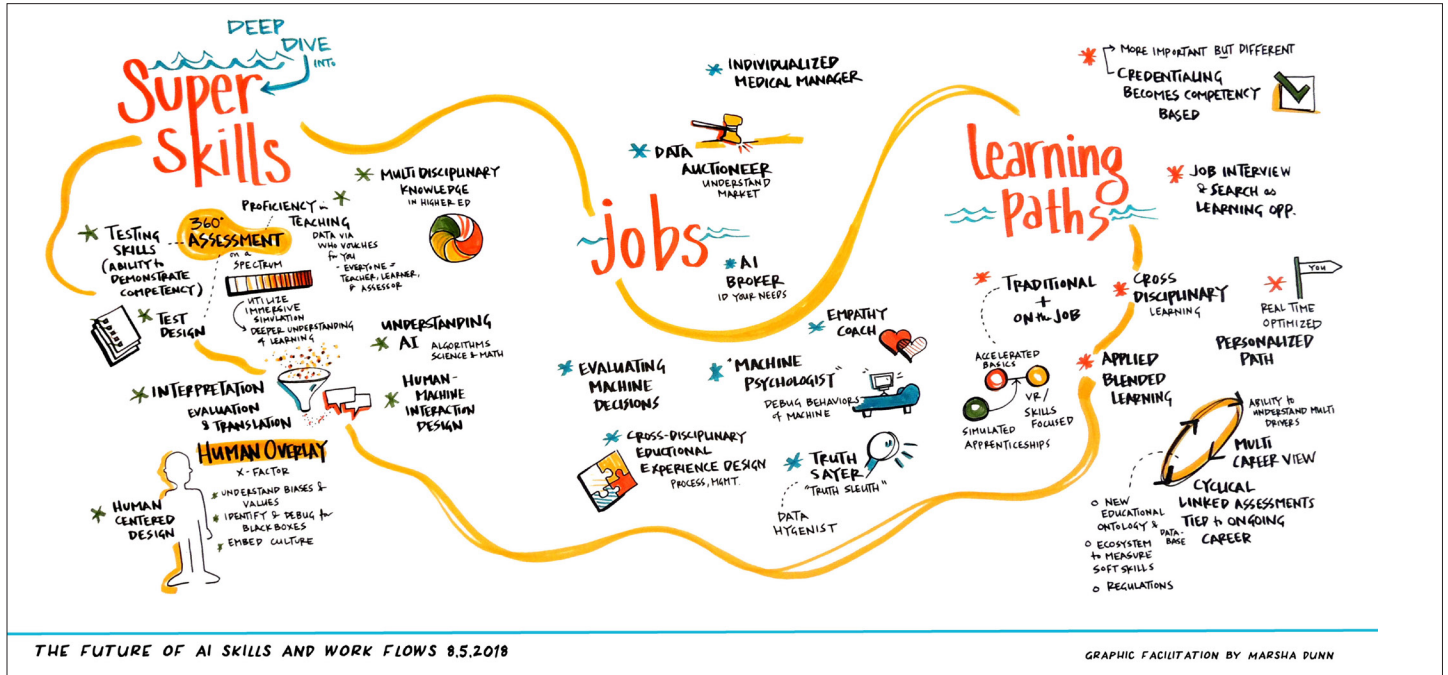 DEEP
DIVE
INTO
Super
Skills
MULTI DISCIPLINARY
KNOWLEDGE
IN HIGHER ED
PROFICIENCY in
TEACHING
DATA VIA
WHO VOUCHES
for YOU
- EVERYONE =
TEACHER, LEARNER,
& ASSESSOR
TESTING
SKILLS
(ABILITY to
DEMONSTRATE
COMPETENCY)
360°
ASSESSMENT
on a
SPECTRUM
UTILIZE
IMMERSIVE
SIMULATION
DEEPER UNDERSTANDING
& LEARNING
TEST
DESIGN
UNDERSTANDING
AI
ALGORITHMS
SCIENCE & MATH
INTERPRETATION
EVALUATION
& TRANSLATION
HUMAN-
MACHINE
INTERACTION
DESIGN
HUMAN OVERLAY
X-FACTOR
UNDERSTAND BIASES &
VALUES
IDENTIFY & DEBUG for
BLACK BOXES
EMBED CULTURE
HUMAN
CENTERED
DESIGN
jobs
INDIVIDUALIZED
MEDICAL MANAGER
DATA
AUCTIONEER
UNDERSTAND
MARKET
AI
BROKER
ID YOUR NEEDS
EMPATHY
COACH
EVALUATING
MACHINE
DECISIONS
"MACHINE
PSYCHOLOGIST"
DEBUG BEHAVIORS
of MACHINE
CROSS-DISCIPLINARY
EDUCTIONAL
EXPERIENCE DESIGN
PROCESS, MGMT.
TRUTH
SAYER
"TRUTH SLEUTH"
DATA
HYGENIST
Learning
Paths
MORE IMPORTANT BUT DIFFERENT
CREDENTIALING
BECOMES COMPETENCY
BASED
JOB INTERVIEW
& SEARCH as
LEARNING OPP.
TRADITIONAL
+
ON the JOB
CROSS
DISCIPLINARY
LEARNING
YOU
REAL TIME
OPTIMIZED
PERSONALIZED
PATH
ACCELERATED
BASICS
VR/
SKILLS
FOCUSED
SIMULATED
APPRENTICESHIPS
APPLIED
BLENDED
LEARNING
ABILITY to
UNDERSTAND MULTI
DRIVERS
MULTI
CAREER VIEW
CYCLICAL
LINKED ASSESSMENTS
TIED to ONGOING
CAREER
NEW
EDUCATIONAL
ONTOLOGY &
DATA-
BASE
ECOSYSTEM
to MEASURE
SOFT SKILLS
REGULATIONS
THE FUTURE OF AI SKILLS AND WORK FLOWS 8.5.2018
GRAPHIC FACILITATION BY MARSHA DUNN